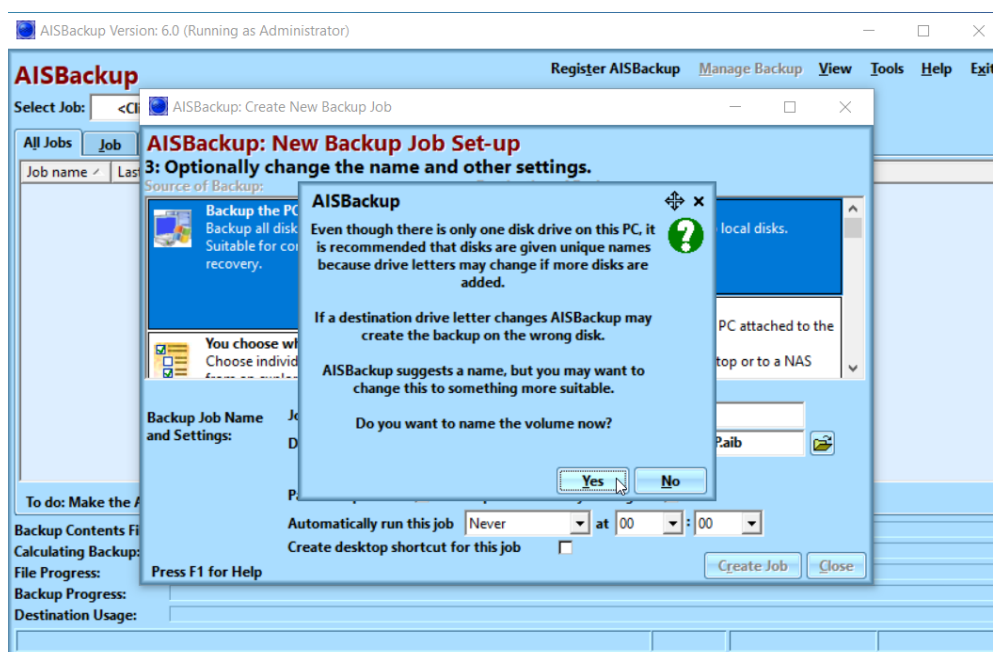 AISBackup Version: 6.0 (Running as Administrator)
AISBackup
Register AISBackup Manage Backup View Tools Help Exit
Select Job:
AISBackup: Create New Backup Job
All Jobs Job
Job name
AISBackup: New Backup Job Set-up
3: Optionally change the name and other settings.
Source of Backup:
Backup the PC
Backup all disk
Suitable for co
recovery.
local disks.
You choose wh
Choose individ
PC attached to the
top or to a NAS
AISBackup
Even though there is only one disk drive on this PC, it
is recommended that disks are given unique names
because drive letters may change if more disks are
added.
If a destination drive letter changes AISBackup may
create the backup on the wrong disk.
AISBackup suggests a name, but you may want to
change this to something more suitable.
Do you want to name the volume now?
Yes No
Backup Job Name
and Settings:
P.aib
Automatically run this job Never at 00 : 00
Create desktop shortcut for this job
Press F1 for Help
Create Job Close
To do: Make the
Backup Contents Fi
Calculating Backup:
File Progress:
Backup Progress:
Destination Usage: